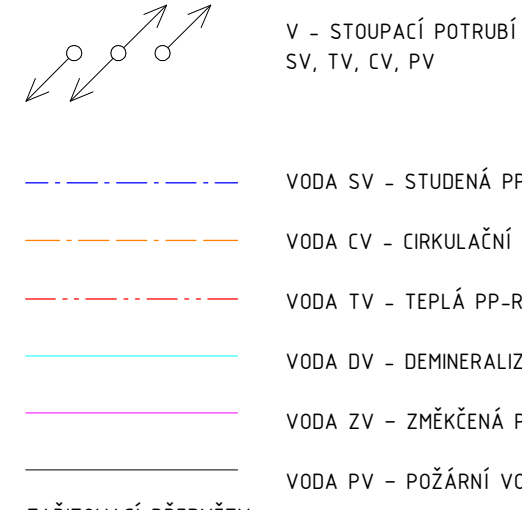 V - STOUPACÍ POTRUBÍ
SV, TV, CV, PV
VODA SV - STUDENÁ PP
VODA CV - CIRKULAČNÍ
VODA TV - TEPLÁ PP-R
VODA DV - DEMINERALIZ
VODA ZV - ZMĚKČENÁ P
VODA PV - POŽÁRNÍ VO